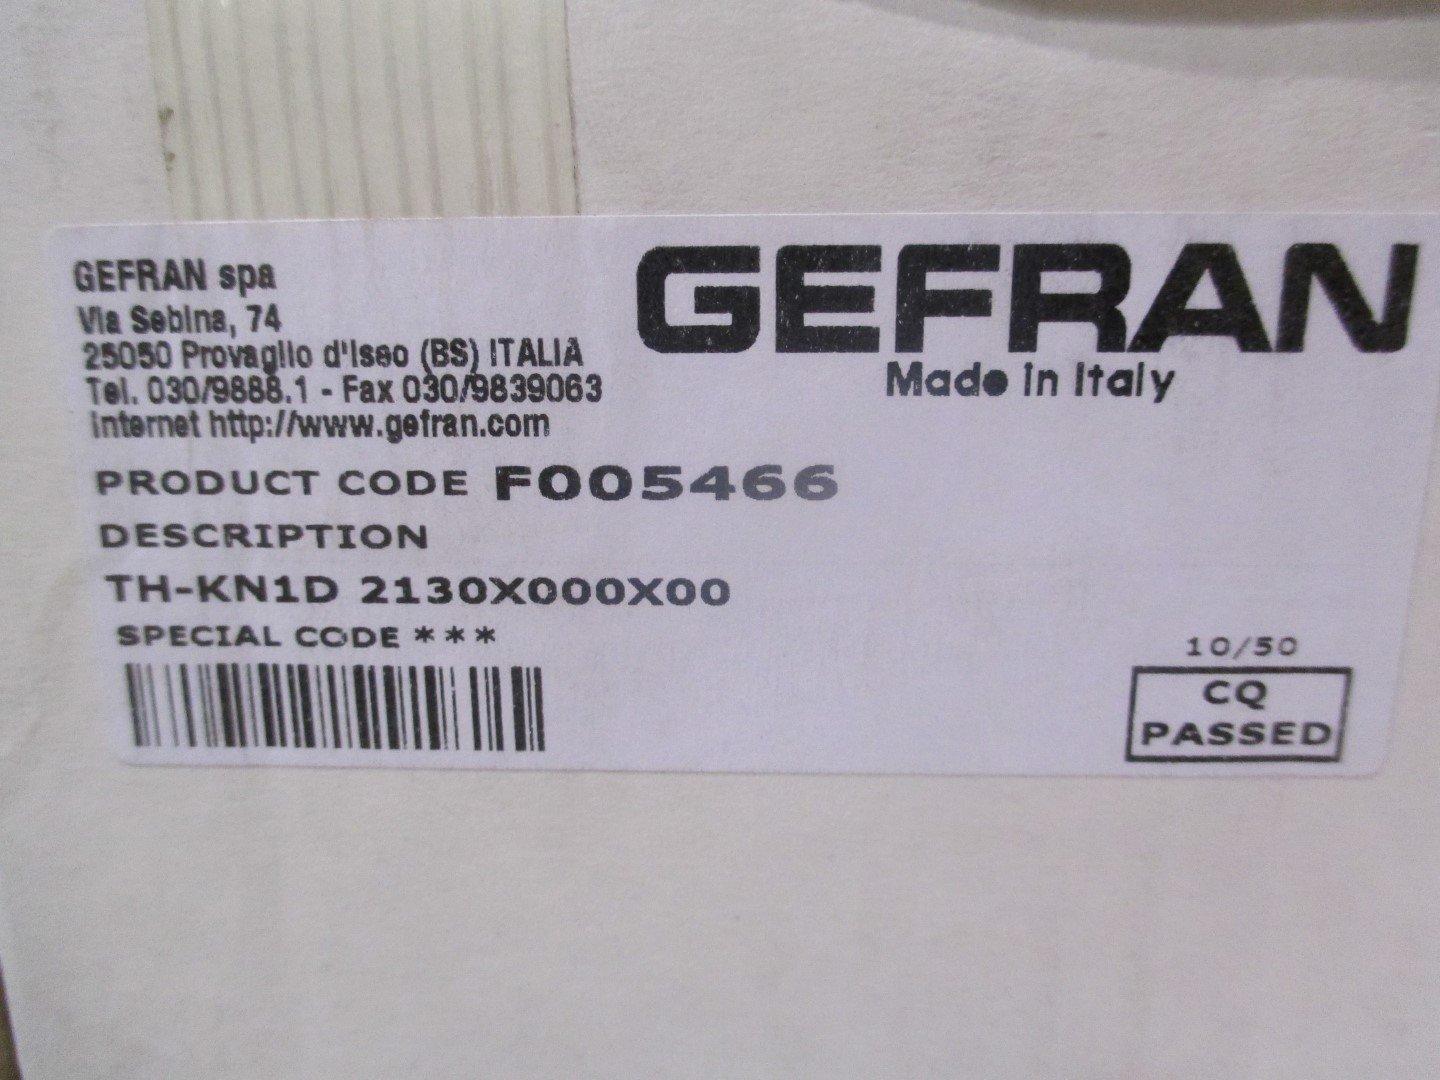 GEFRAN spa
Via Sebina, 74
25050 Provaglio d'Iseo (BS) ITALIA
Tel. 030/9888.1 - Fax 030/9839063
Internet http://www.gefran.com
GEFRAN
Made in Italy
PRODUCT CODE F005466
DESCRIPTION
TH-KN1D 2130X000X00
SPECIAL CODE ***
10/50
CQ
PASSED